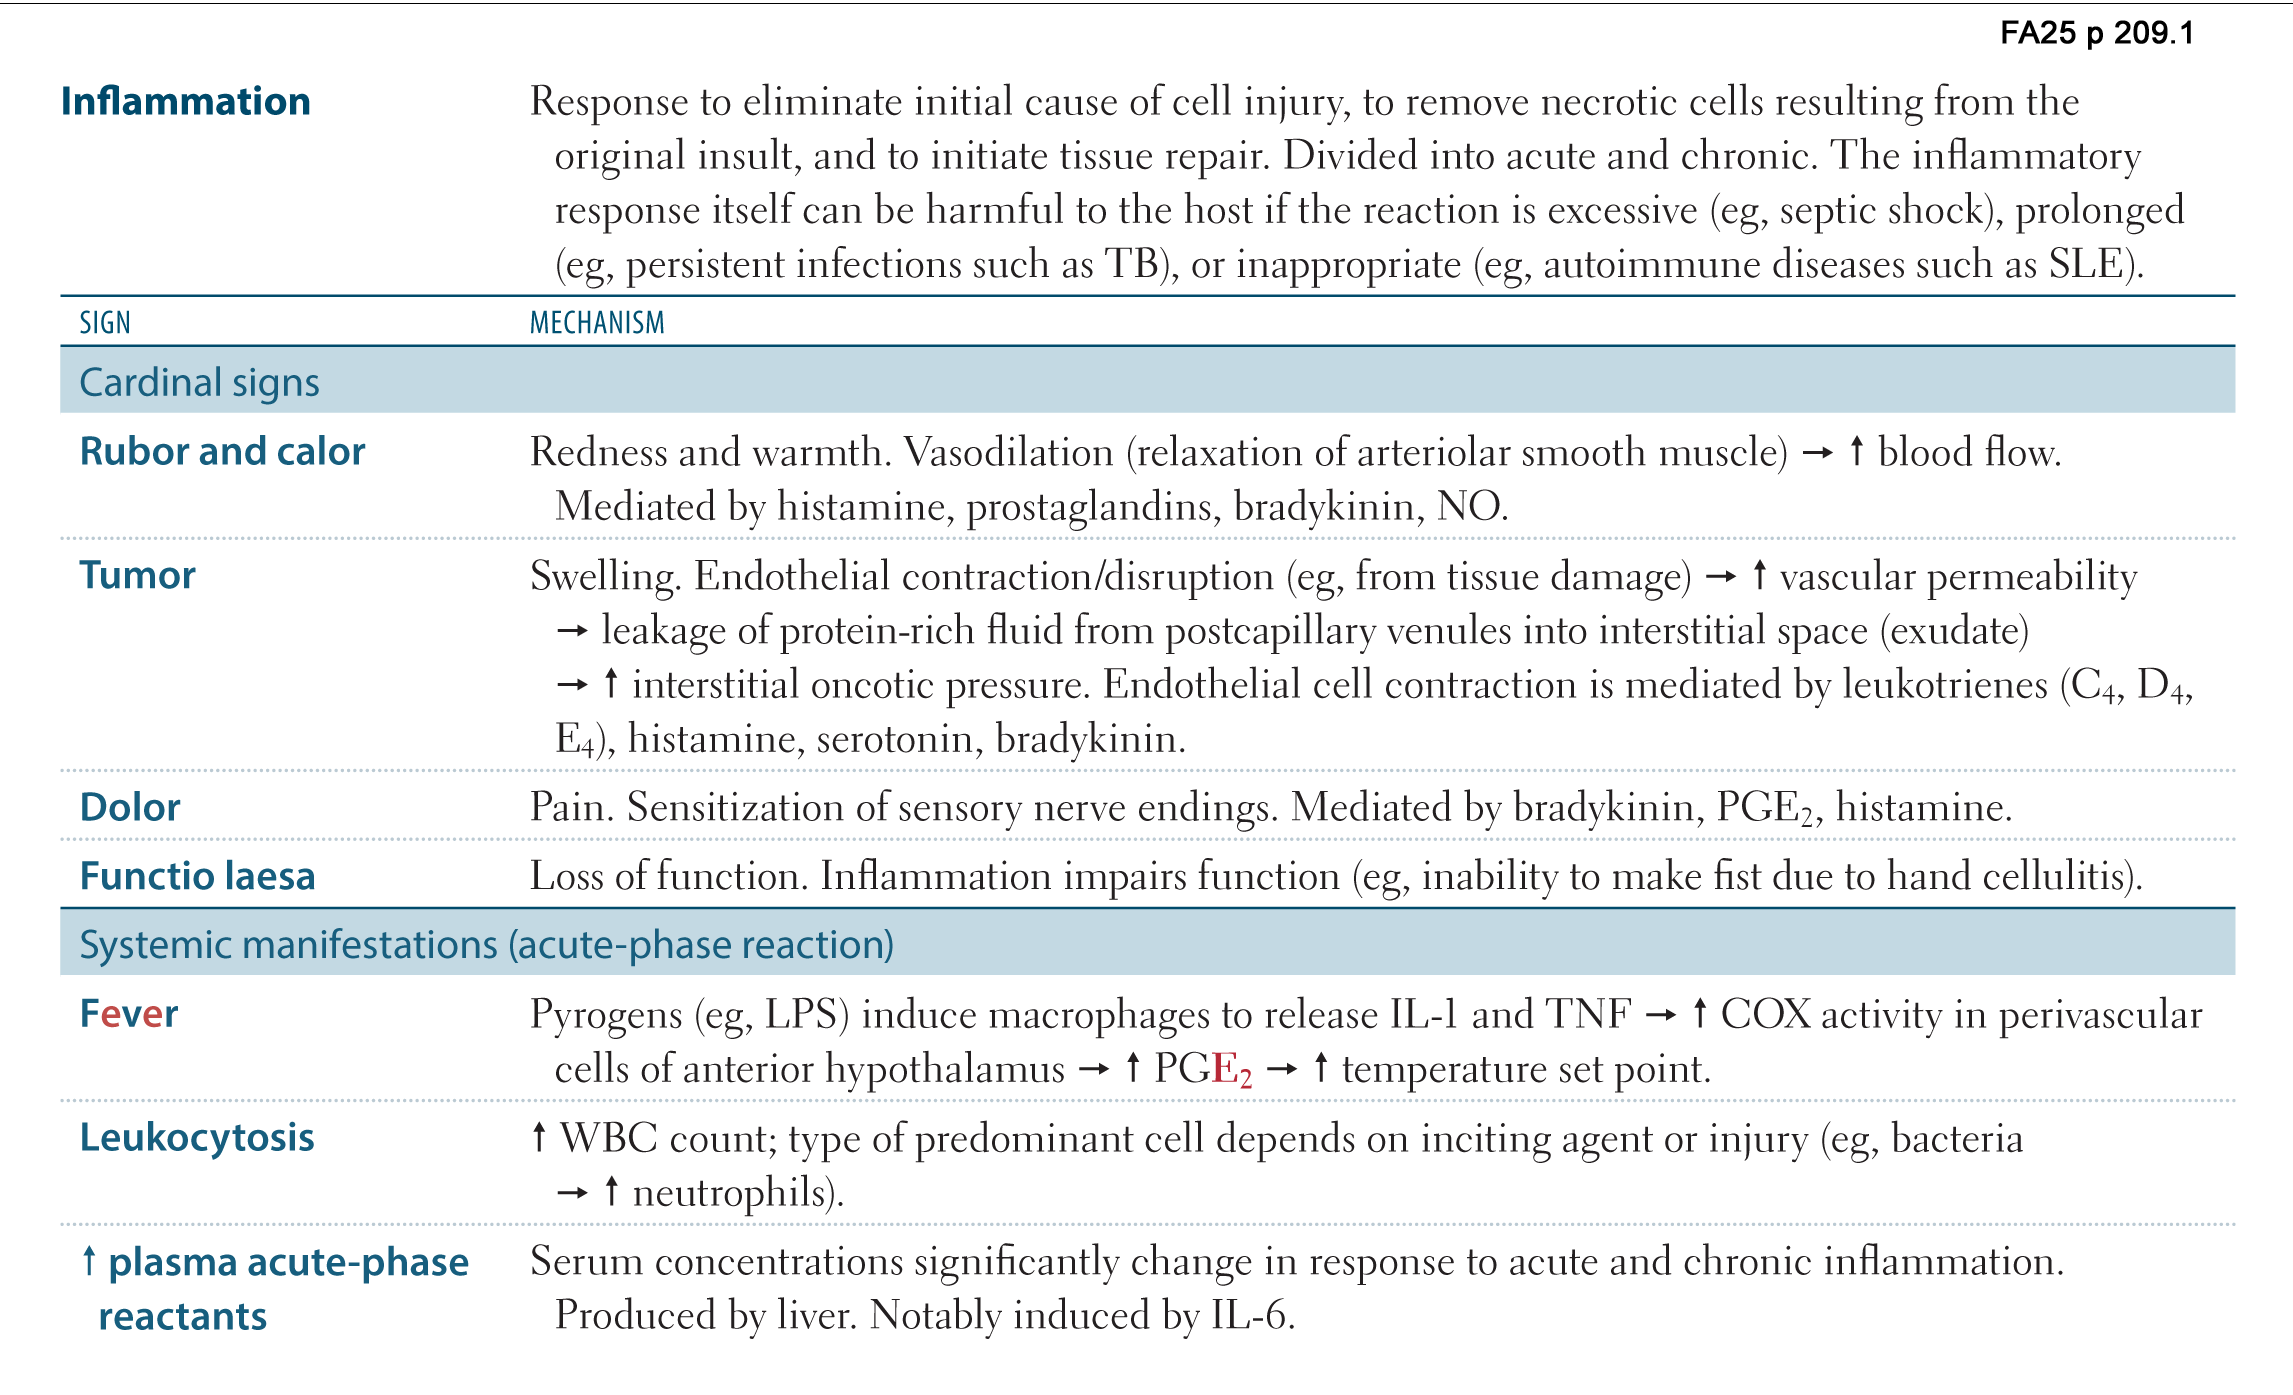 FA25 p 209.1
Inflammation
Response to eliminate initial cause of cell injury, to remove necrotic cells resulting from the
original insult, and to initiate tissue repair. Divided into acute and chronic. The inflammatory
response itself can be harmful to the host if the reaction is excessive (eg, septic shock), prolonged
(eg, persistent infections such as TB), or inappropriate (eg, autoimmune diseases such as SLE).
SIGN
MECHANISM
Cardinal signs
Rubor and calor
Redness and warmth. Vasodilation (relaxation of arteriolar smooth muscle) → ↑ blood flow.
Mediated by histamine, prostaglandins, bradykinin, NO.
Tumor
Swelling. Endothelial contraction/disruption (eg, from tissue damage) → ↑ vascular permeability
→ leakage of protein-rich fluid from postcapillary venules into interstitial space (exudate)
→ ↑ interstitial oncotic pressure. Endothelial cell contraction is mediated by leukotrienes (C₄, D₄,
E₄), histamine, serotonin, bradykinin.
Dolor
Pain. Sensitization of sensory nerve endings. Mediated by bradykinin, PGE₂, histamine.
Functio laesa
Loss of function. Inflammation impairs function (eg, inability to make fist due to hand cellulitis).
Systemic manifestations (acute-phase reaction)
Fever
Pyrogens (eg, LPS) induce macrophages to release IL-1 and TNF → ↑ COX activity in perivascular
cells of anterior hypothalamus → ↑ PGE₂ → ↑ temperature set point.
Leukocytosis
↑ WBC count; type of predominant cell depends on inciting agent or injury (eg, bacteria
→ ↑ neutrophils).
↑ plasma acute-phase
reactants
Serum concentrations significantly change in response to acute and chronic inflammation.
Produced by liver. Notably induced by IL-6.